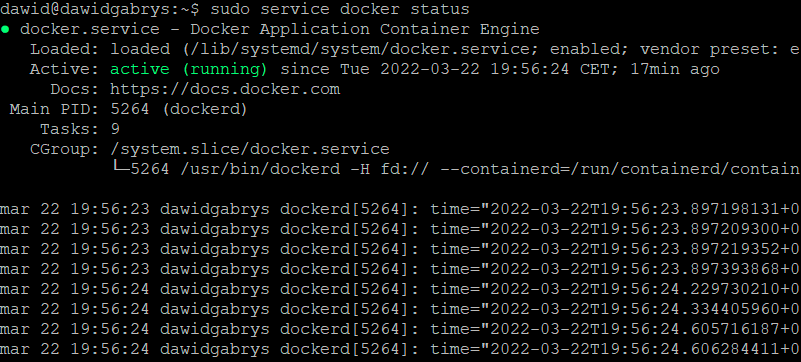 dawid@dawidgabrys:~$ sudo service docker status
● docker.service - Docker Application Container Engine
   Loaded: loaded (/lib/systemd/system/docker.service; enabled; vendor preset: e
   Active: active (running) since Tue 2022-03-22 19:56:24 CET; 17min ago
     Docs: https://docs.docker.com
 Main PID: 5264 (dockerd)
    Tasks: 9
   CGroup: /system.slice/docker.service
           └─5264 /usr/bin/dockerd -H fd:// --containerd=/run/containerd/contain

mar 22 19:56:23 dawidgabrys dockerd[5264]: time="2022-03-22T19:56:23.897198131+0
mar 22 19:56:23 dawidgabrys dockerd[5264]: time="2022-03-22T19:56:23.897209300+0
mar 22 19:56:23 dawidgabrys dockerd[5264]: time="2022-03-22T19:56:23.897219352+0
mar 22 19:56:23 dawidgabrys dockerd[5264]: time="2022-03-22T19:56:23.897393868+0
mar 22 19:56:24 dawidgabrys dockerd[5264]: time="2022-03-22T19:56:24.229730210+0
mar 22 19:56:24 dawidgabrys dockerd[5264]: time="2022-03-22T19:56:24.334405960+0
mar 22 19:56:24 dawidgabrys dockerd[5264]: time="2022-03-22T19:56:24.605716187+0
mar 22 19:56:24 dawidgabrys dockerd[5264]: time="2022-03-22T19:56:24.606284411+0